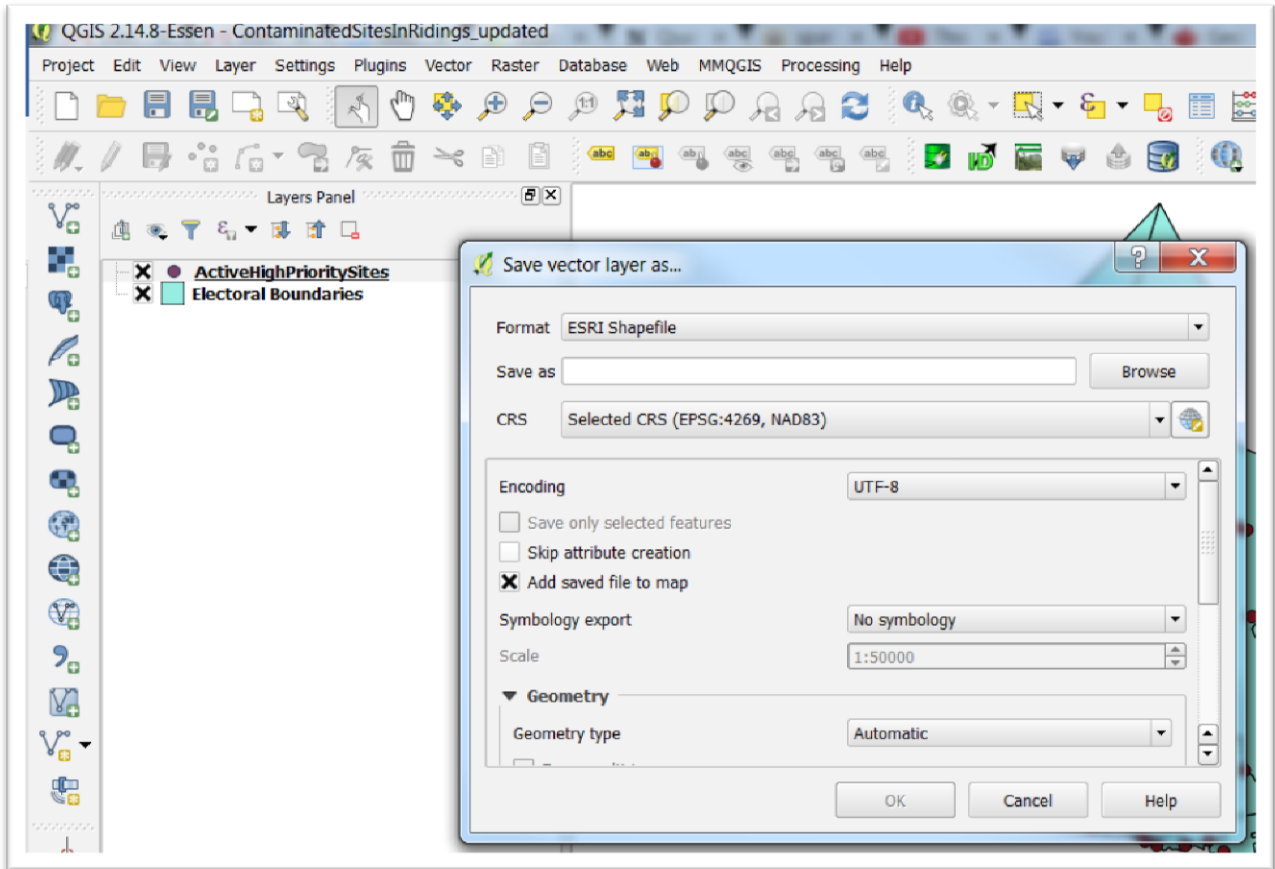 QGIS 2.14.8-Essen - ContaminatedSitesInRidings_updated
Project Edit View Layer Settings Plugins Vector Raster Database Web MMQGIS Processing Help
Layers Panel
ActiveHighPrioritySites
Electoral Boundaries
Save vector layer as...
Format ESRI Shapefile
Save as Browse
CRS Selected CRS (EPSG:4269, NAD83)
Encoding UTF-8
Save only selected features
Skip attribute creation
Add saved file to map
Symbology export No symbology
Scale 1:50000
Geometry
Geometry type Automatic
OK Cancel Help